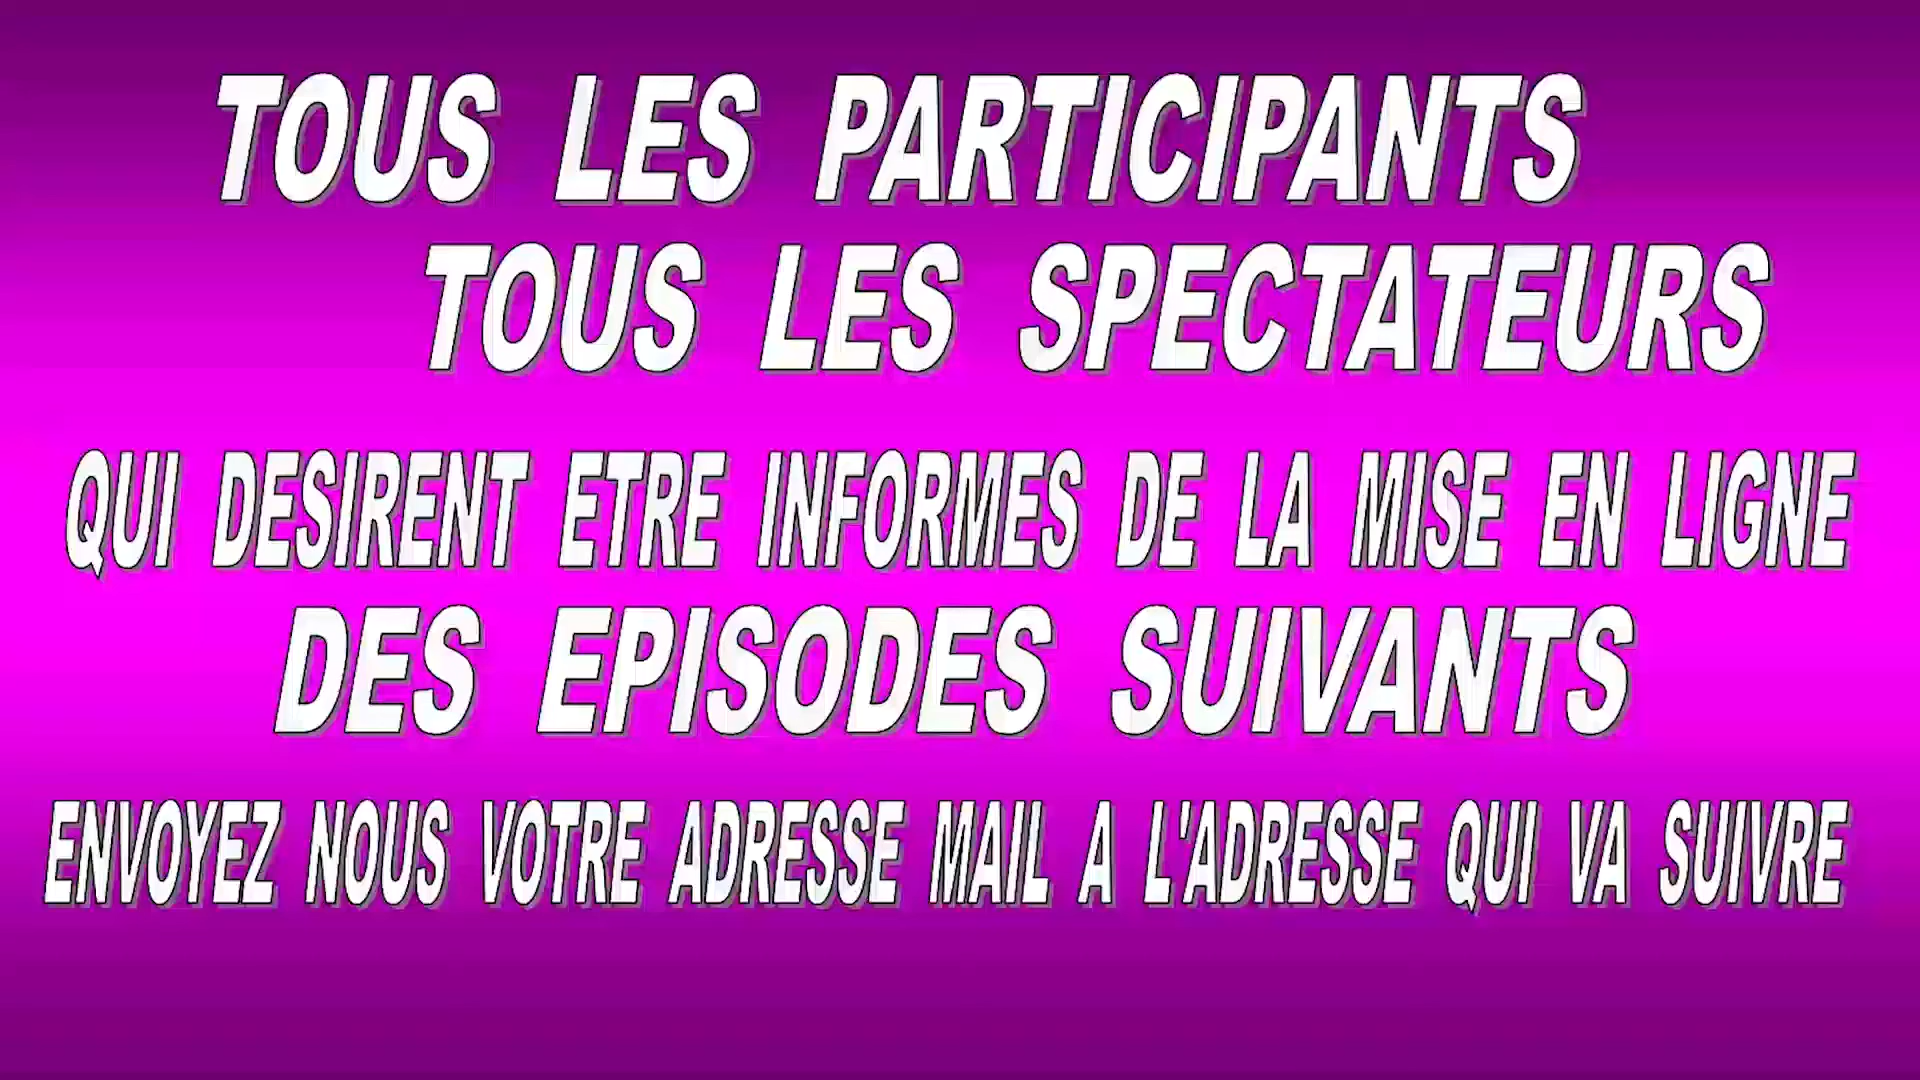 TOUS LES PARTICIPANTS
TOUS LES SPECTATEURS
QUI DESIRENT ETRE INFORMES DE LA MISE EN LIGNE
DES EPISODES SUIVANTS
ENVOYEZ NOUS VOTRE ADRESSE MAIL A L'ADRESSE QUI VA SUIVRE